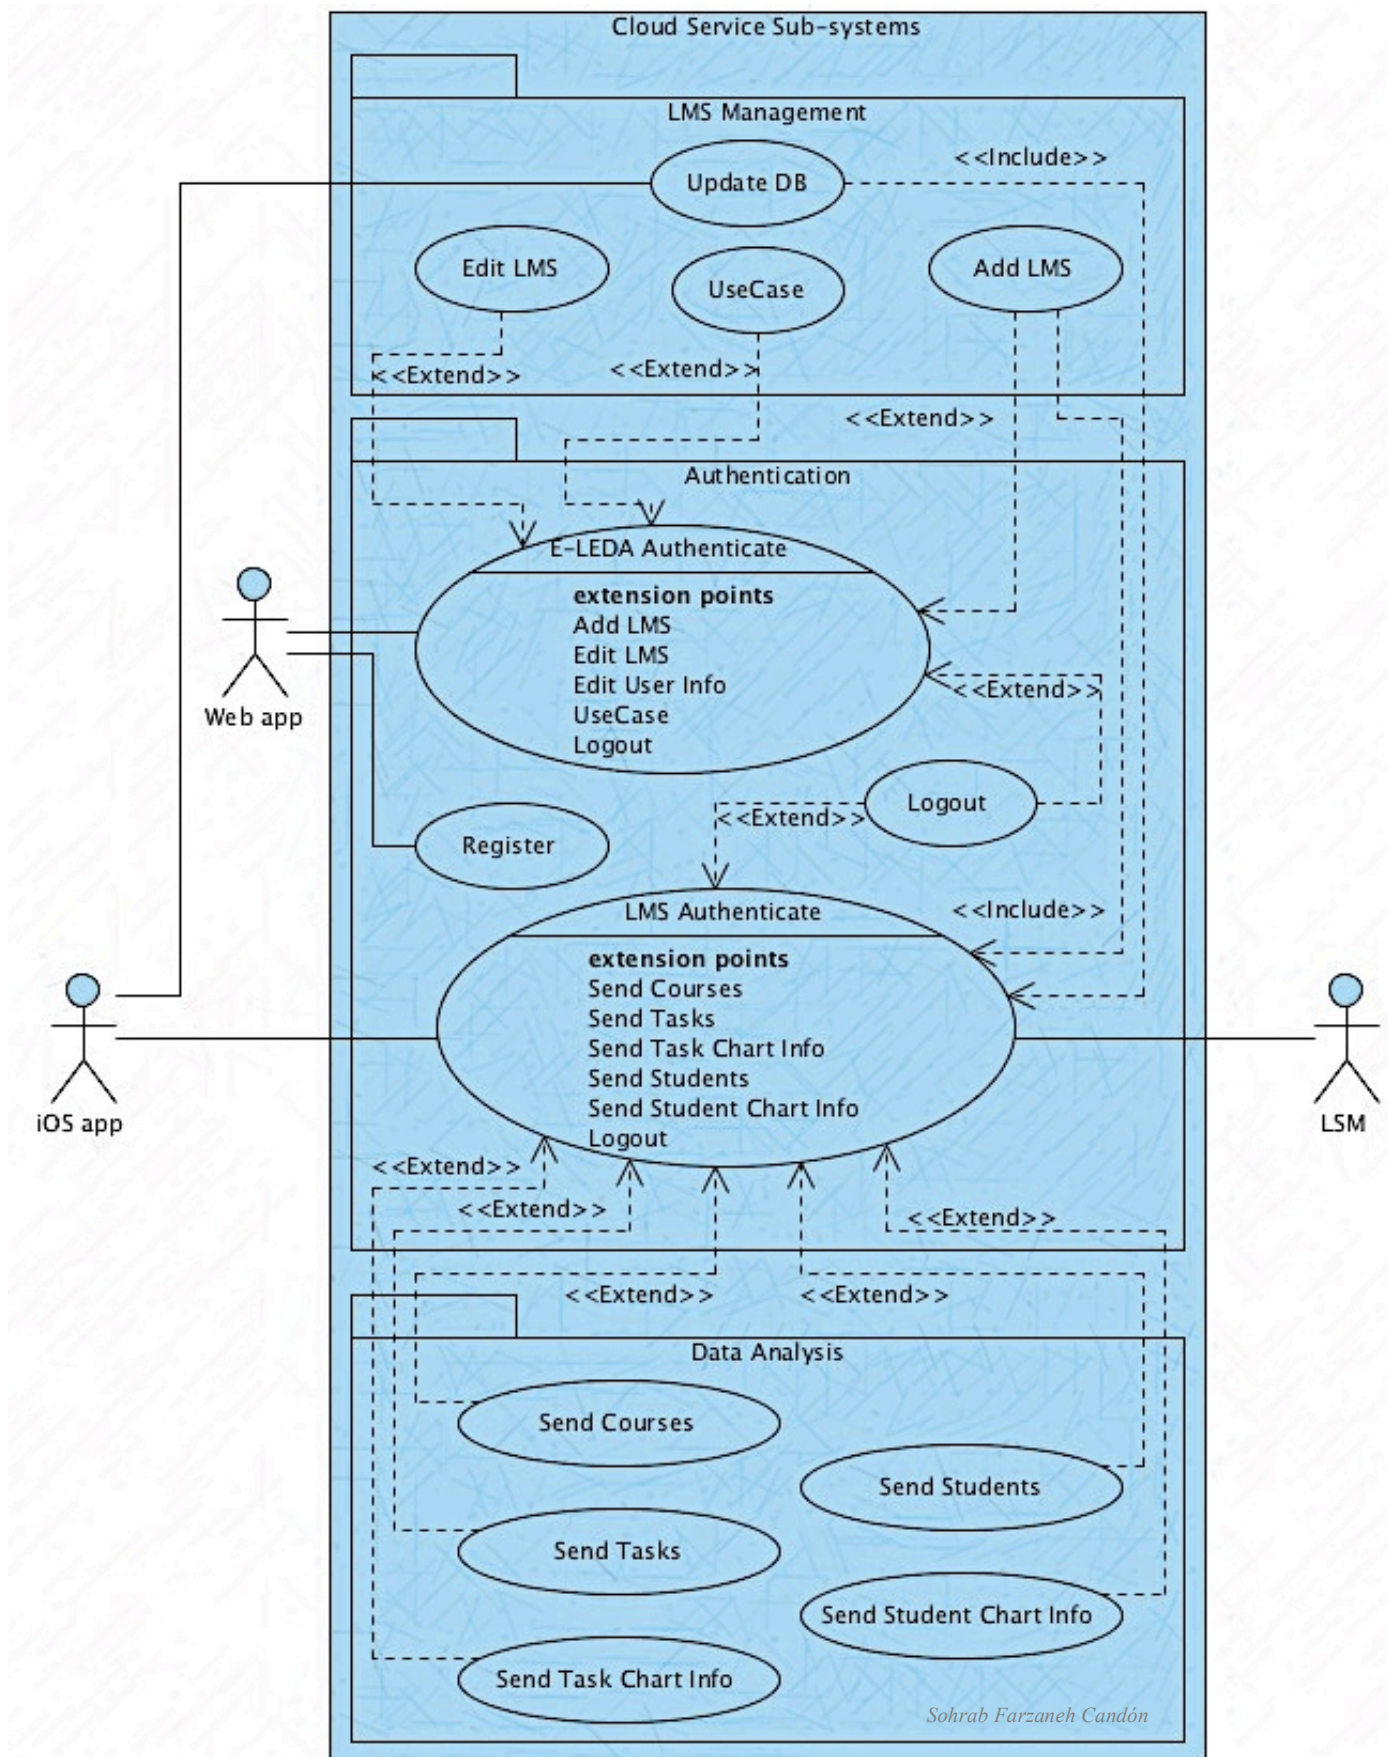 Cloud Service Sub-systems
LMS Management
<<Include>>
Update DB
Edit LMS
UseCase
Add LMS
<<Extend>>
<<Extend>>
<<Extend>>
Authentication
E-LEDA Authenticate
extension points
Add LMS
Edit LMS
Edit User Info
UseCase
Logout
<<Extend>>
Web app
Logout
<<Extend>>
Register
LMS Authenticate
<<Include>>
extension points
Send Courses
Send Tasks
Send Task Chart Info
Send Students
Send Student Chart Info
Logout
iOS app
LSM
<<Extend>>
<<Extend>>
<<Extend>>
<<Extend>>
<<Extend>>
Data Analysis
Send Courses
Send Students
Send Tasks
Send Student Chart Info
Send Task Chart Info
Sohrab Farzaneh Candón